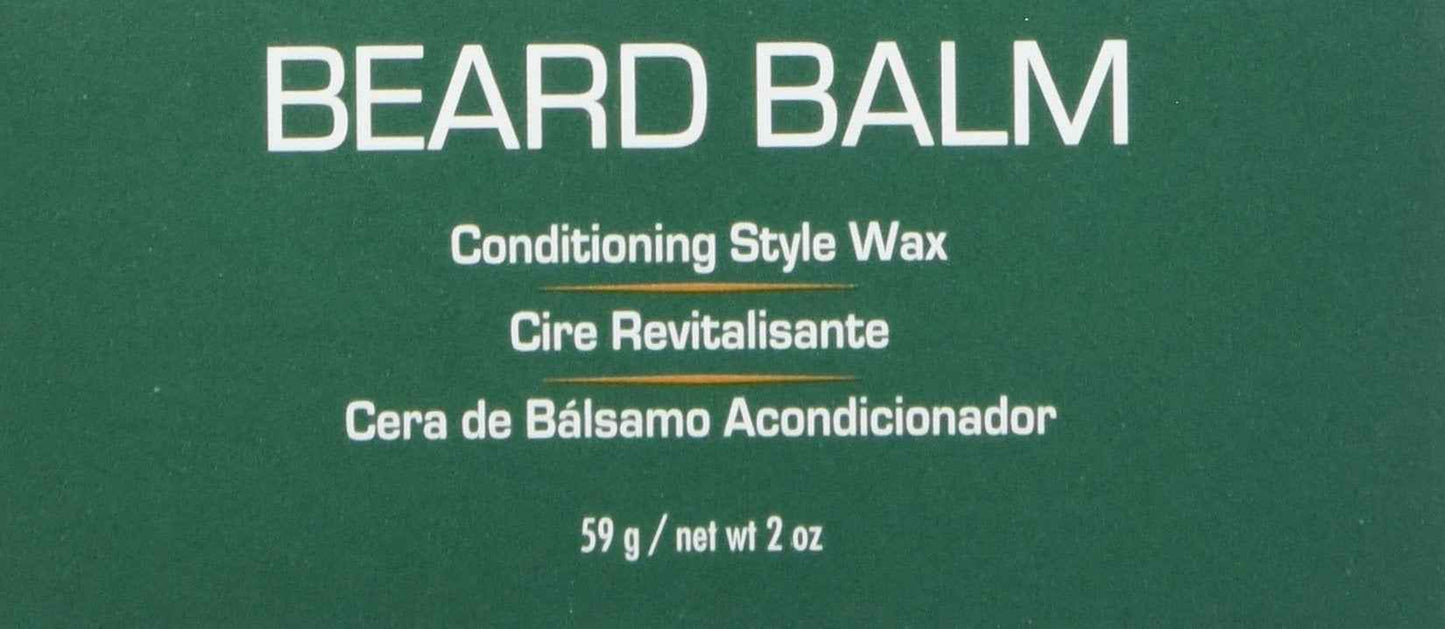 BEARD BALM
Conditioning Style Wax
Cire Revitalisante
Cera de Bálsamo Acondicionador
59 g / net wt 2 oz